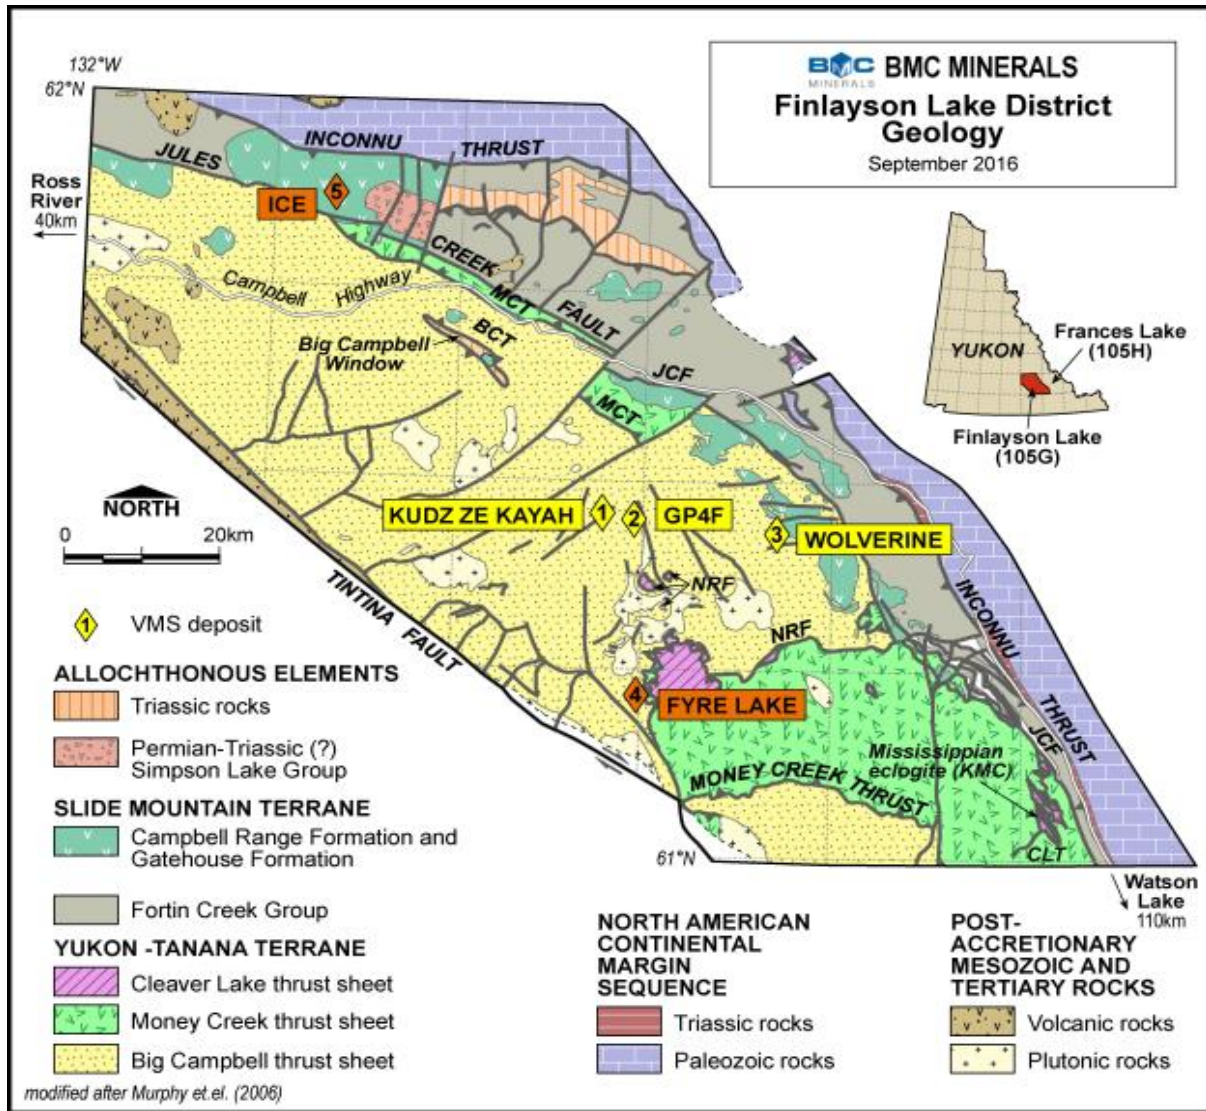 BMC MINERALS
BMC MINERALS
Finlayson Lake District
Geology
September 2016
132°W
62°N
INCONNU THRUST
JULES
Ross
River
40km
ICE
5
CREEK
MCT
FAULT
Campbell Highway
BCT
Big Campbell
Window
JCF
MCT
YUKON
Frances Lake
(105H)
Finlayson Lake
(105G)
NORTH
0 20km
KUDZ ZE KAYAH
1
2
GP4F
3
WOLVERINE
NRF
NRF
TINTINA FAULT
INCONNU
THRUST
JCF
4
FYRE LAKE
Mississippian
eclogite (KMC)
MONEY CREEK THRUST
CLT
61°N
Watson
Lake
110km
1 VMS deposit
ALLOCHTHONOUS ELEMENTS
Triassic rocks
Permian-Triassic (?)
Simpson Lake Group
SLIDE MOUNTAIN TERRANE
Campbell Range Formation and
Gatehouse Formation
Fortin Creek Group
YUKON -TANANA TERRANE
Cleaver Lake thrust sheet
Money Creek thrust sheet
Big Campbell thrust sheet
NORTH AMERICAN
CONTINENTAL
MARGIN
SEQUENCE
Triassic rocks
Paleozoic rocks
POST-
ACCRETIONARY
MESOZOIC AND
TERTIARY ROCKS
Volcanic rocks
Plutonic rocks
modified after Murphy et.el. (2006)